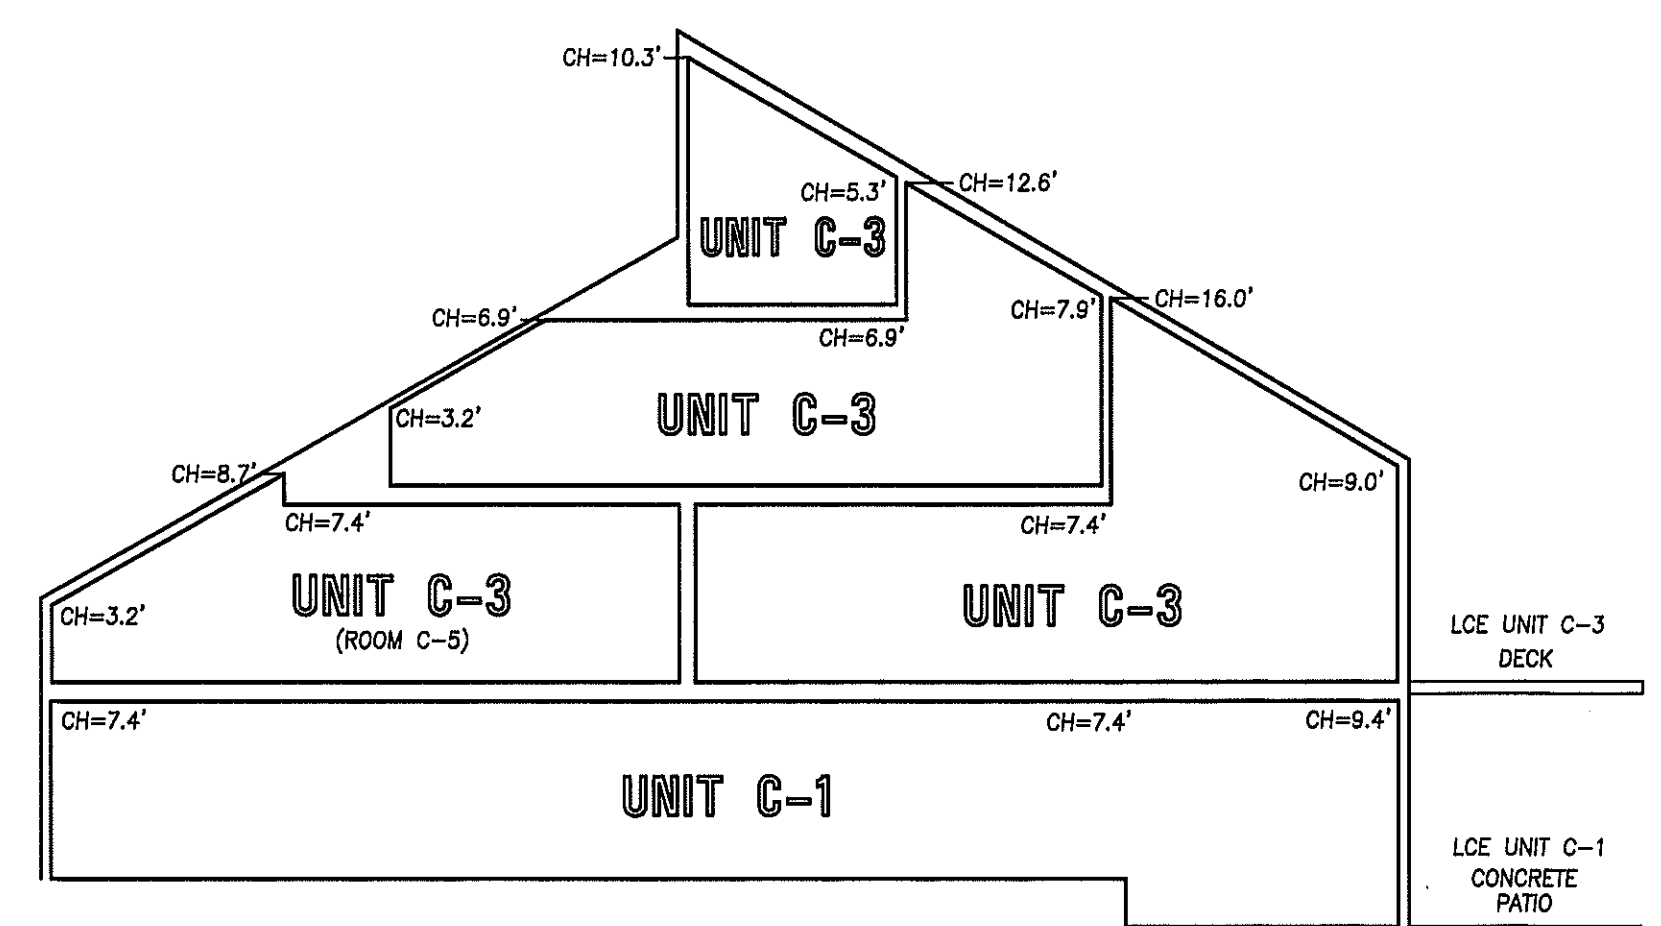 CH=10.3'
CH=5.3'
CH=12.6'
UNIT C-3
CH=16.0'
CH=7.9'
CH=6.9'
CH=6.9'
UNIT C-3
CH=3.2'
CH=8.7'
CH=9.0'
CH=7.4'
CH=7.4'
UNIT C-3
(ROOM C-5)
UNIT C-3
CH=3.2'
LCE UNIT C-3
DECK
CH=7.4'
CH=7.4'
CH=9.4'
UNIT C-1
LCE UNIT C-1
CONCRETE
PATIO